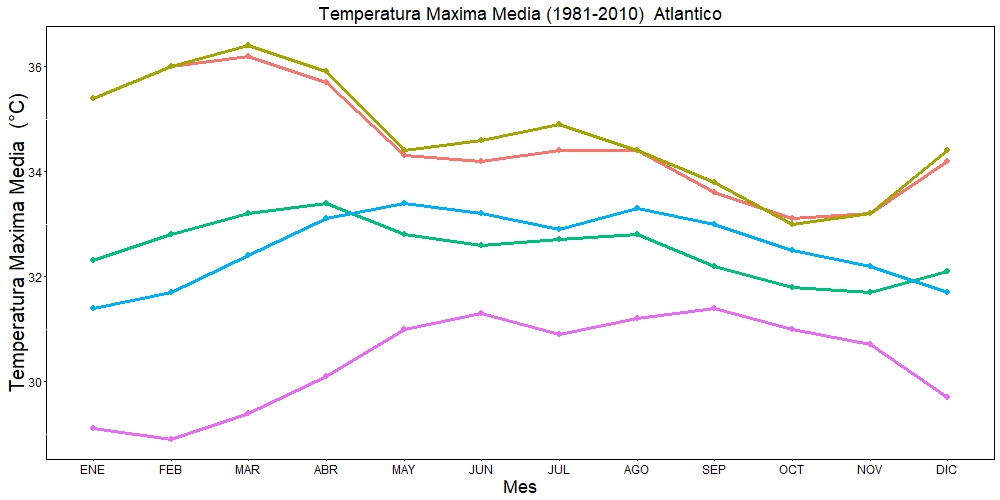 Temperatura Maxima Media (1981-2010)  Atlantico
Temperatura Maxima Media  (°C)
36
34
32
30
ENE FEB MAR ABR MAY JUN JUL AGO SEP OCT NOV DIC
Mes